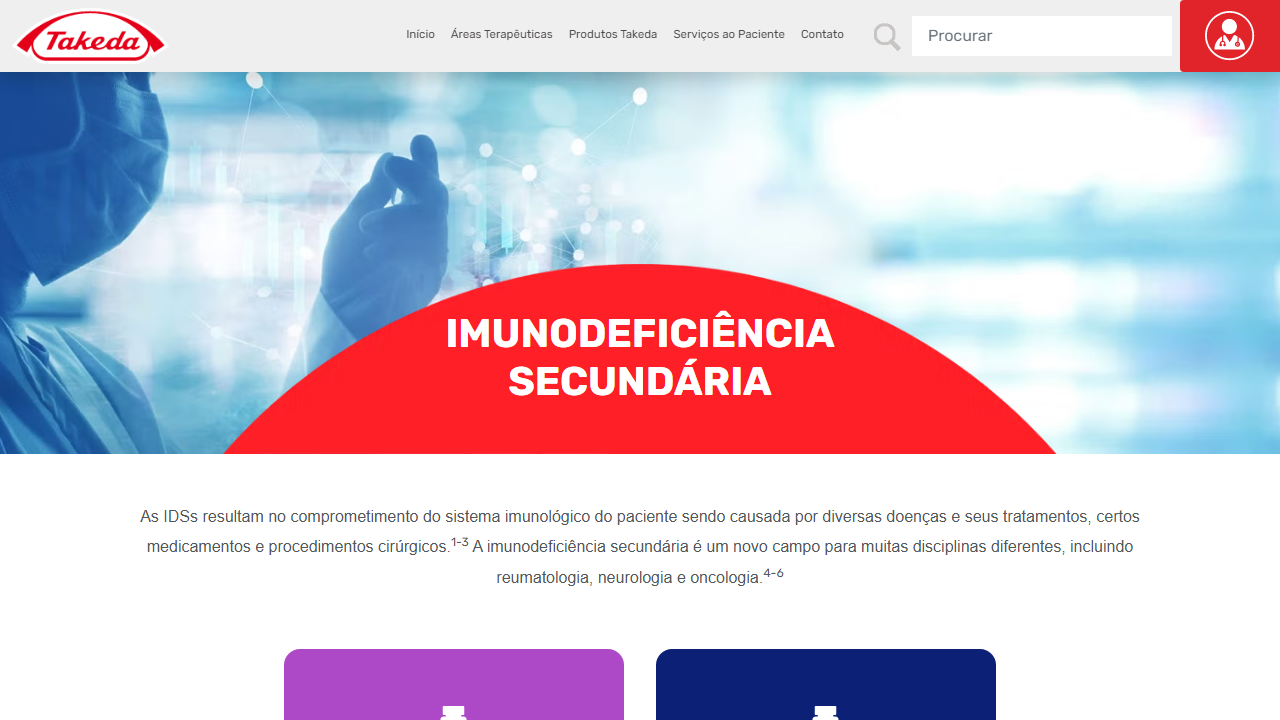 Takeda
Início Áreas Terapêuticas Produtos Takeda Serviços ao Paciente Contato Procurar
IMUNODEFICIÊNCIA
SECUNDÁRIA
As IDSs resultam no comprometimento do sistema imunológico do paciente sendo causada por diversas doenças e seus tratamentos, certos
medicamentos e procedimentos cirúrgicos.1-3 A imunodeficiência secundária é um novo campo para muitas disciplinas diferentes, incluindo
reumatologia, neurologia e oncologia.4-6